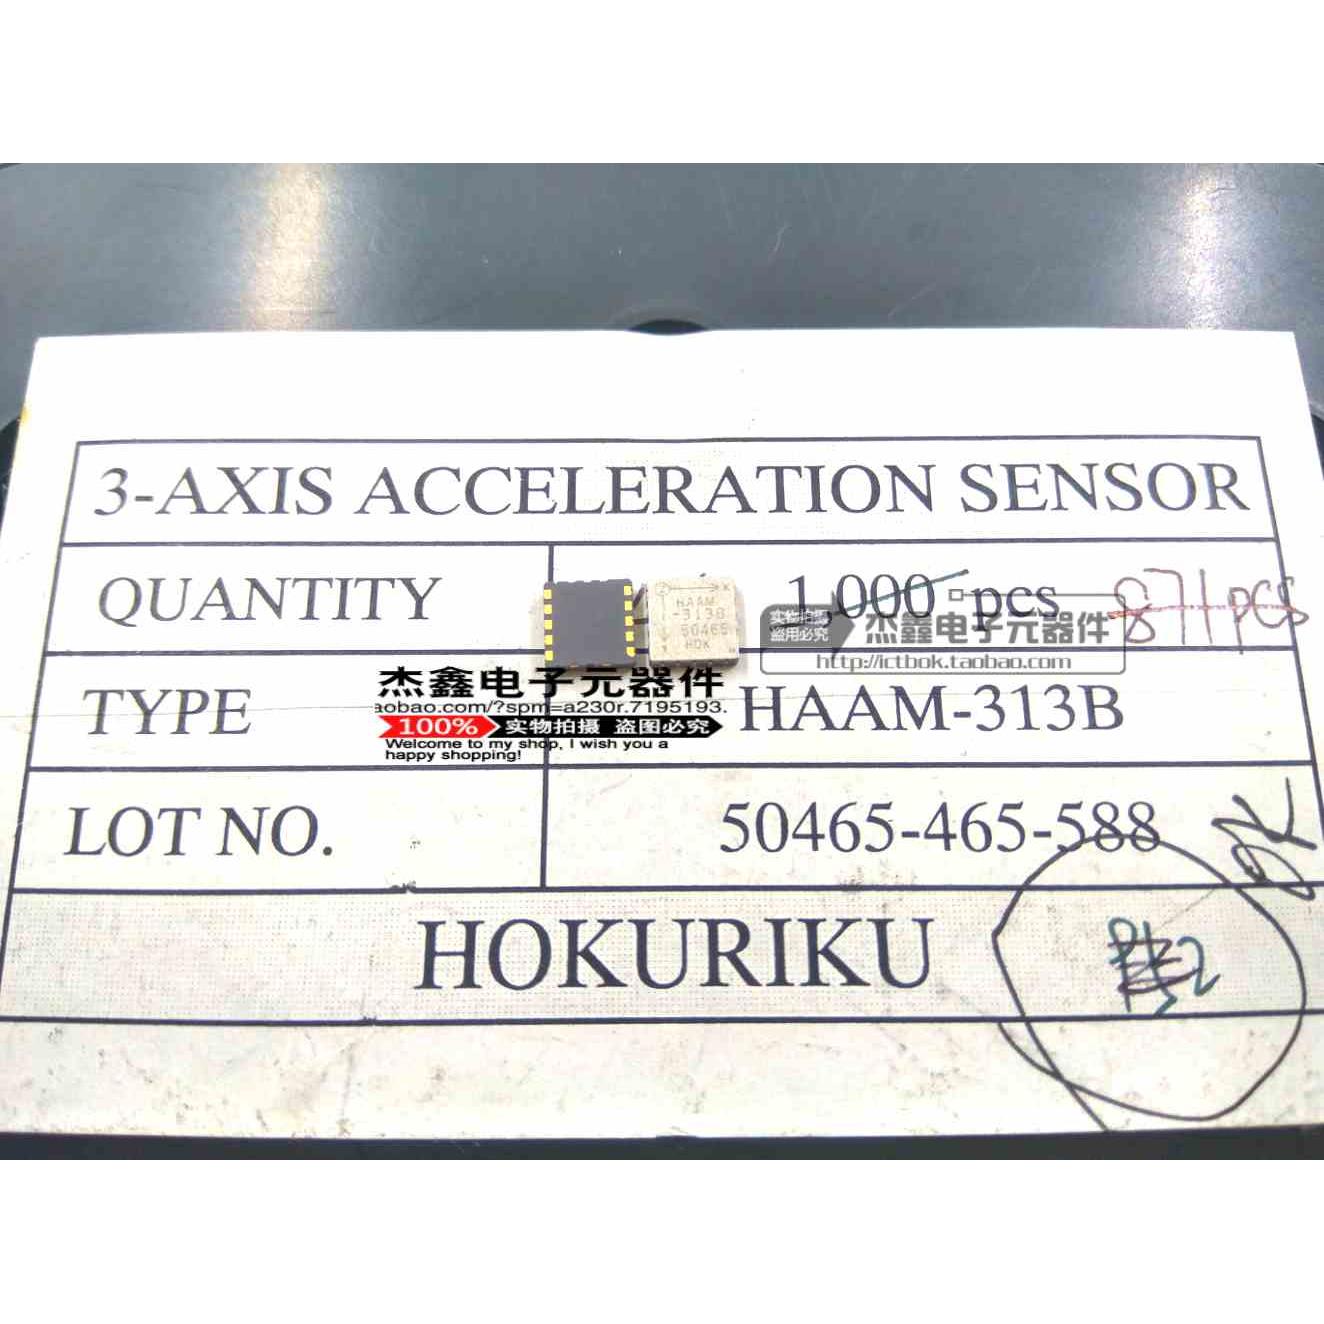 3-AXIS ACCELERATION SENSOR
QUANTITY 1,000 pcs 871pcs
X
HAAM
-313B
50465
HDK
实物拍摄
盗用必究
杰鑫电子元器件
http://ictbok.taobao.com
杰鑫电子元器件
aobao.com/?spm=a230r.7195193.
100% 实物拍摄 盗图必究
Welcome to my shop, I wish you a
happy shopping!
TYPE HAAM-313B
LOT NO. 50465-465-588
OK
HOKURIKU